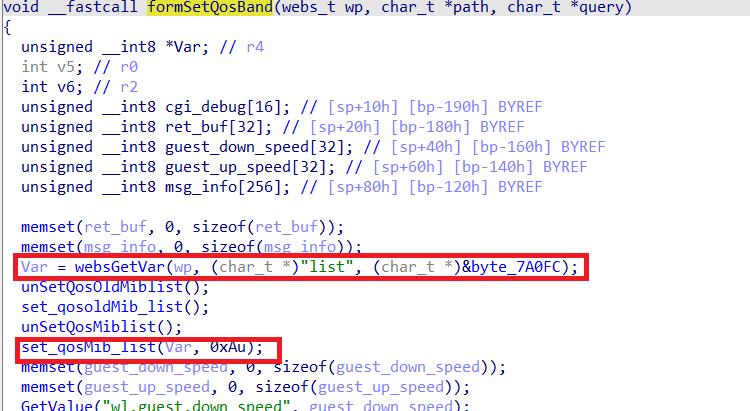 void __fastcall formSetQosBand(webs_t wp, char_t *path, char_t *query)
{
unsigned __int8 *Var; // r4
int v5; // r0
int v6; // r2
unsigned __int8 cgi_debug[16]; // [sp+10h] [bp-190h] BYREF
unsigned __int8 ret_buf[32]; // [sp+20h] [bp-180h] BYREF
unsigned __int8 guest_down_speed[32]; // [sp+40h] [bp-160h] BYREF
unsigned __int8 guest_up_speed[32]; // [sp+60h] [bp-140h] BYREF
unsigned __int8 msg_info[256]; // [sp+80h] [bp-120h] BYREF
memset(ret_buf, 0, sizeof(ret_buf));
memset(msg_info, 0, sizeof(msg_info));
Var = websGetVar(wp, (char_t *)"list", (char_t *)&byte_7A0FC);
unSetQosOldMiblist();
set_qosoldMib_list();
unSetQosMiblist();
set_qosMib_list(Var, 0xAu);
memset(guest_down_speed, 0, sizeof(guest_down_speed));
memset(guest_up_speed, 0, sizeof(guest_up_speed));
GetValue("wl.guest.down_speed", guest_down_speed);